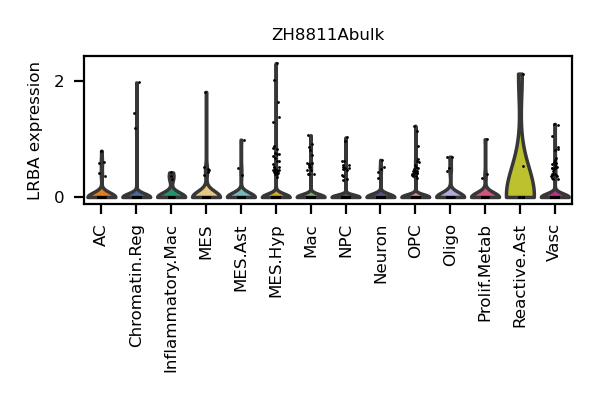 ZH8811Abulk
LRBA expression
2
0
AC
Chromatin.Reg
Inflammatory.Mac
MES
MES.Ast
MES.Hyp
Mac
NPC
Neuron
OPC
Oligo
Prolif.Metab
Reactive.Ast
Vasc